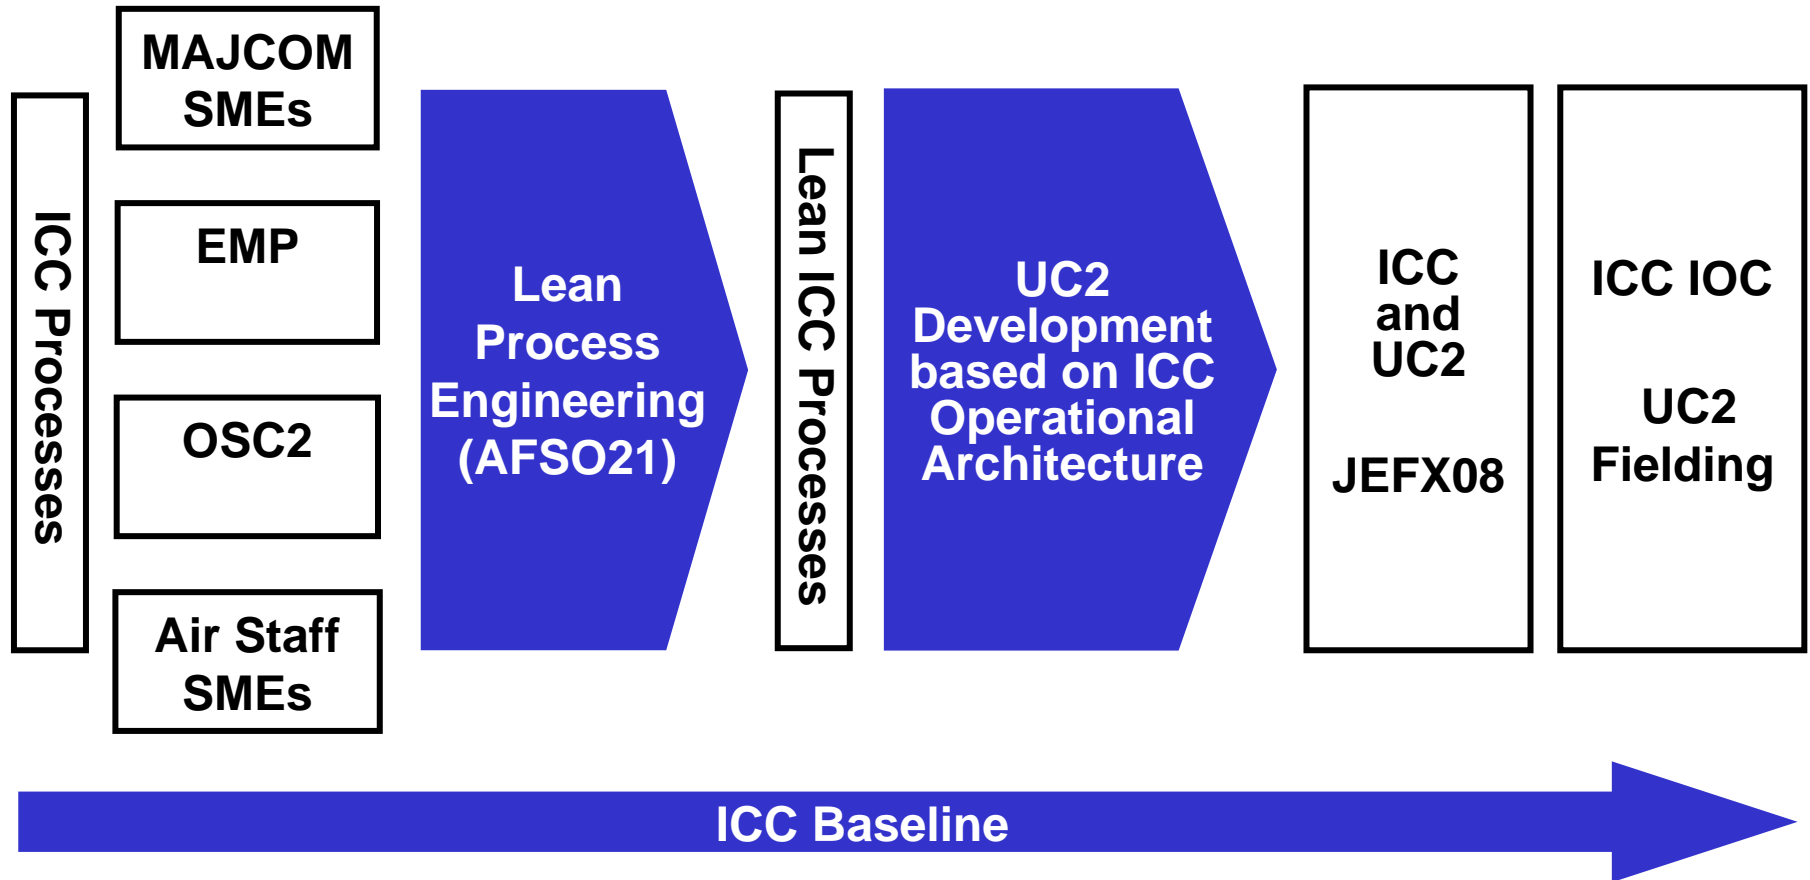 ICC Processes
MAJCOM
SMEs
EMP
OSC2
Air Staff
SMEs
Lean
Process
Engineering
(AFSO21)
Lean ICC Processes
UC2
Development
based on ICC
Operational
Architecture
ICC
and
UC2
JEFX08
ICC IOC
UC2
Fielding
ICC Baseline